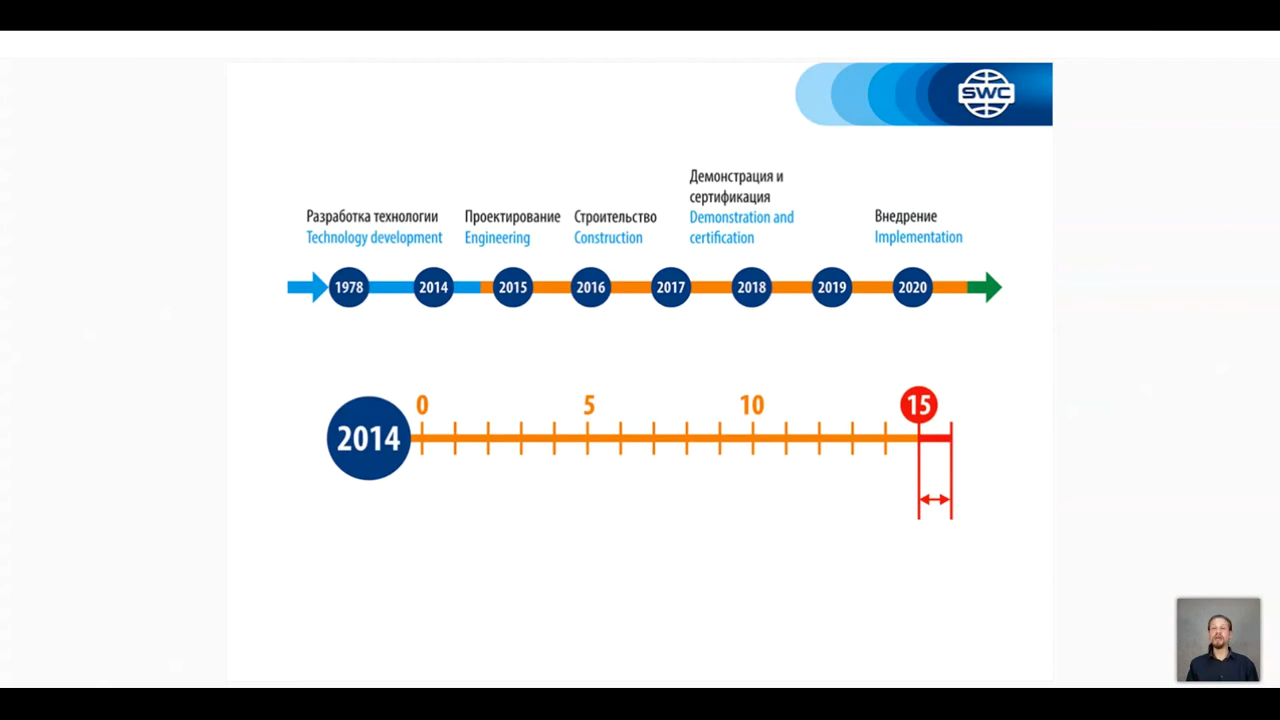 SWC
Демонстрация и
сертификация
Demonstration and
certification
Разработка технологии
Technology development
Проектирование
Engineering
Строительство
Construction
Внедрение
Implementation
1978 2014 2015 2016 2017 2018 2019 2020
0 5 10 15
2014